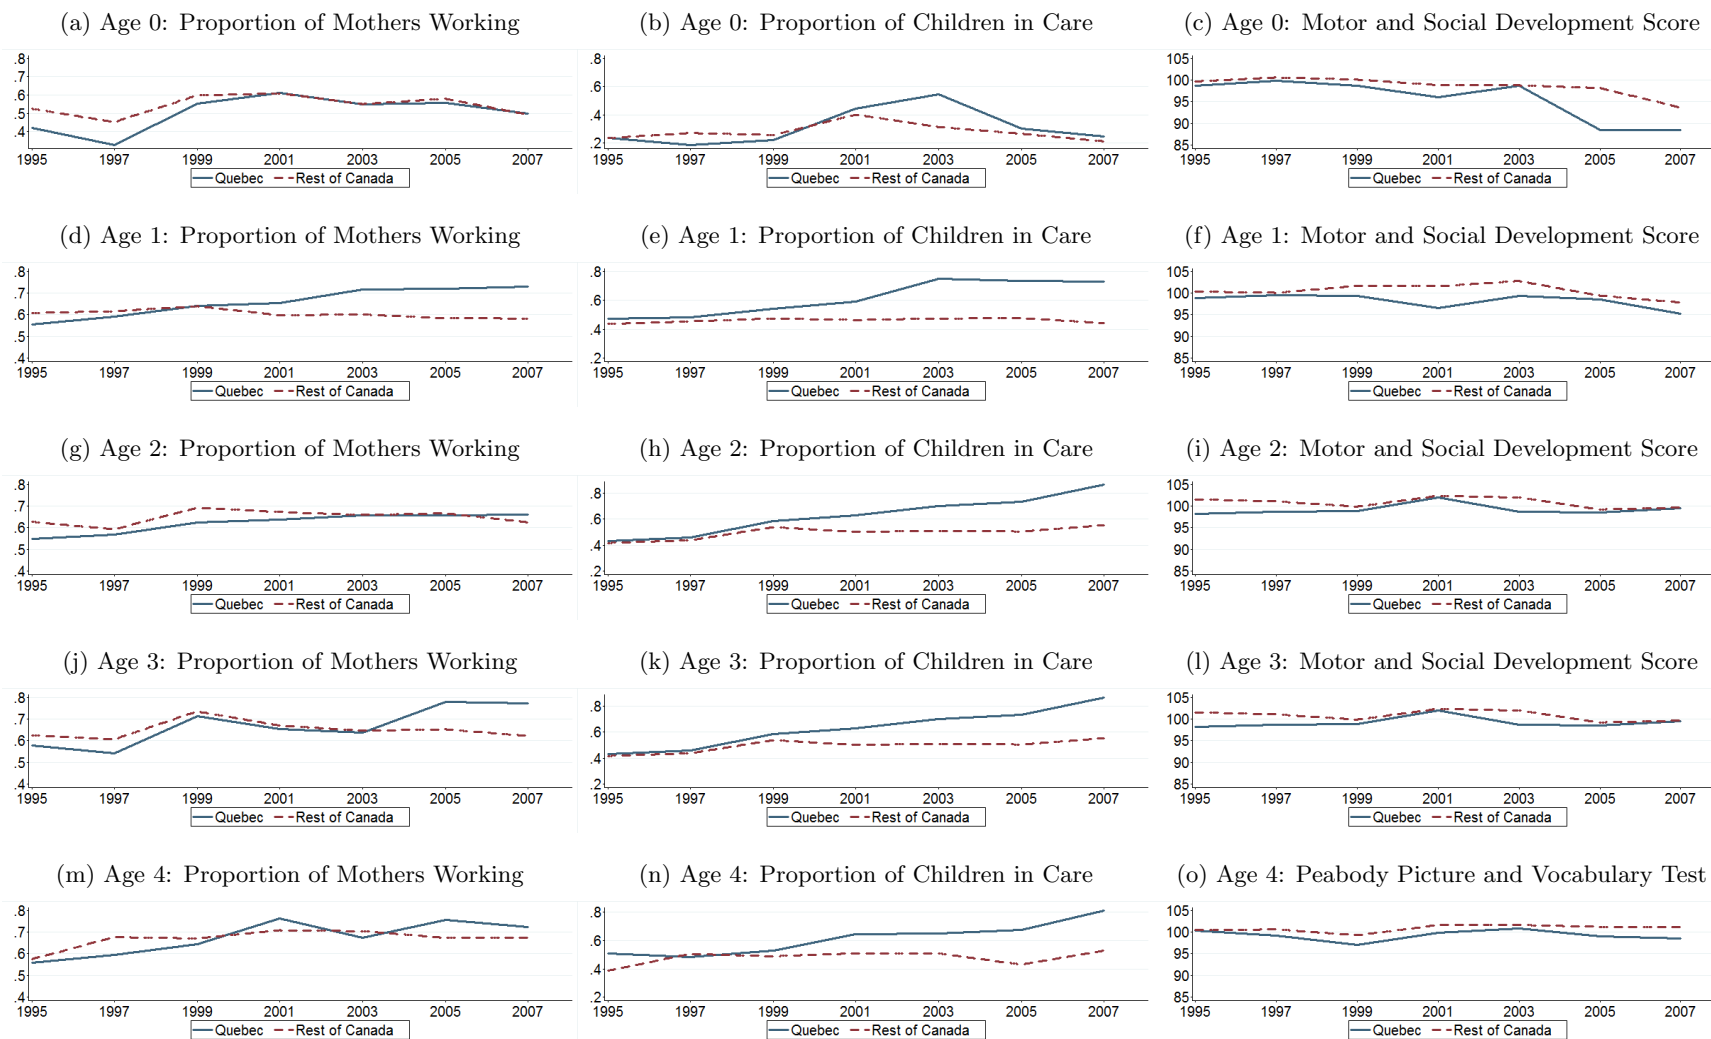 (a) Age 0: Proportion of Mothers Working
(b) Age 0: Proportion of Children in Care
(c) Age 0: Motor and Social Development Score
.8
.7
.6
.5
.4
1995 1997 1999 2001 2003 2005 2007
Quebec Rest of Canada
.8
.6
.4
.2
1995 1997 1999 2001 2003 2005 2007
Quebec Rest of Canada
105
100
95
90
85
1995 1997 1999 2001 2003 2005 2007
Quebec Rest of Canada
(d) Age 1: Proportion of Mothers Working
(e) Age 1: Proportion of Children in Care
(f) Age 1: Motor and Social Development Score
.8
.7
.6
.5
.4
1995 1997 1999 2001 2003 2005 2007
Quebec Rest of Canada
.8
.6
.4
.2
1995 1997 1999 2001 2003 2005 2007
Quebec Rest of Canada
105
100
95
90
85
1995 1997 1999 2001 2003 2005 2007
Quebec Rest of Canada
(g) Age 2: Proportion of Mothers Working
(h) Age 2: Proportion of Children in Care
(i) Age 2: Motor and Social Development Score
.8
.7
.6
.5
.4
1995 1997 1999 2001 2003 2005 2007
Quebec Rest of Canada
.8
.6
.4
.2
1995 1997 1999 2001 2003 2005 2007
Quebec Rest of Canada
105
100
95
90
85
1995 1997 1999 2001 2003 2005 2007
Quebec Rest of Canada
(j) Age 3: Proportion of Mothers Working
(k) Age 3: Proportion of Children in Care
(l) Age 3: Motor and Social Development Score
.8
.7
.6
.5
.4
1995 1997 1999 2001 2003 2005 2007
Quebec Rest of Canada
.8
.6
.4
.2
1995 1997 1999 2001 2003 2005 2007
Quebec Rest of Canada
105
100
95
90
85
1995 1997 1999 2001 2003 2005 2007
Quebec Rest of Canada
(m) Age 4: Proportion of Mothers Working
(n) Age 4: Proportion of Children in Care
(o) Age 4: Peabody Picture and Vocabulary Test
.8
.7
.6
.5
.4
1995 1997 1999 2001 2003 2005 2007
Quebec Rest of Canada
.8
.6
.4
.2
1995 1997 1999 2001 2003 2005 2007
Quebec Rest of Canada
105
100
95
90
85
1995 1997 1999 2001 2003 2005 2007
Quebec Rest of Canada